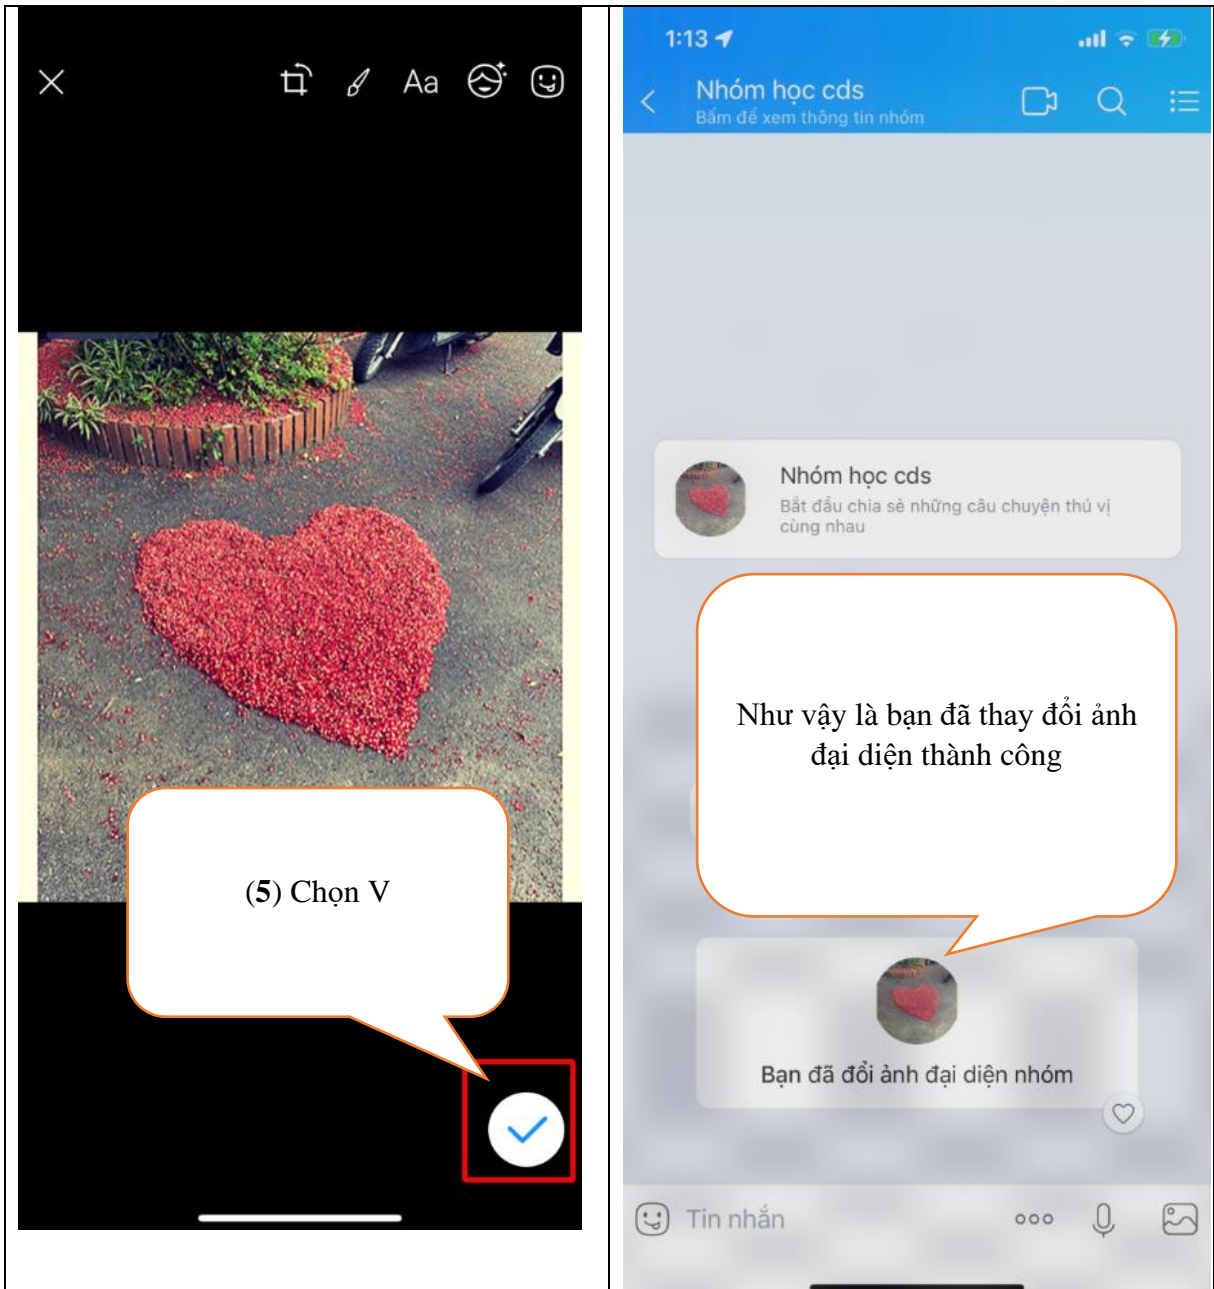 Aa
(5) Chọn V
1:13
Nhóm học cds
Bấm để xem thông tin nhóm
Nhóm học cds
Bắt đầu chia sẻ những câu chuyện thú vị
cùng nhau
Như vậy là bạn đã thay đổi ảnh
đại diện thành công
Bạn đã đổi ảnh đại diện nhóm
Tin nhắn